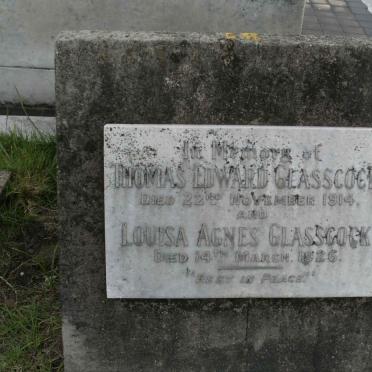 In Memory of
THOMAS EDWARD GLASSCOCK
DIED 22ND NOVEMBER 1914.
AND
LOUISA AGNES GLASSCOCK
DIED 14TH MARCH. 1926.
"REST IN PEACE"